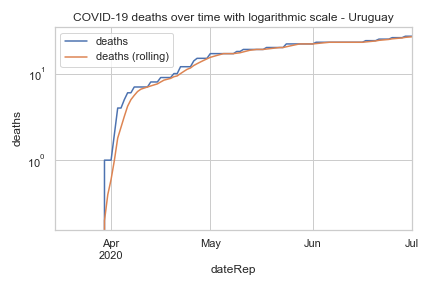 COVID-19 deaths over time with logarithmic scale - Uruguay
deaths
deaths (rolling)
10¹
10⁰
deaths
Apr
2020
May
Jun
Jul
dateRep